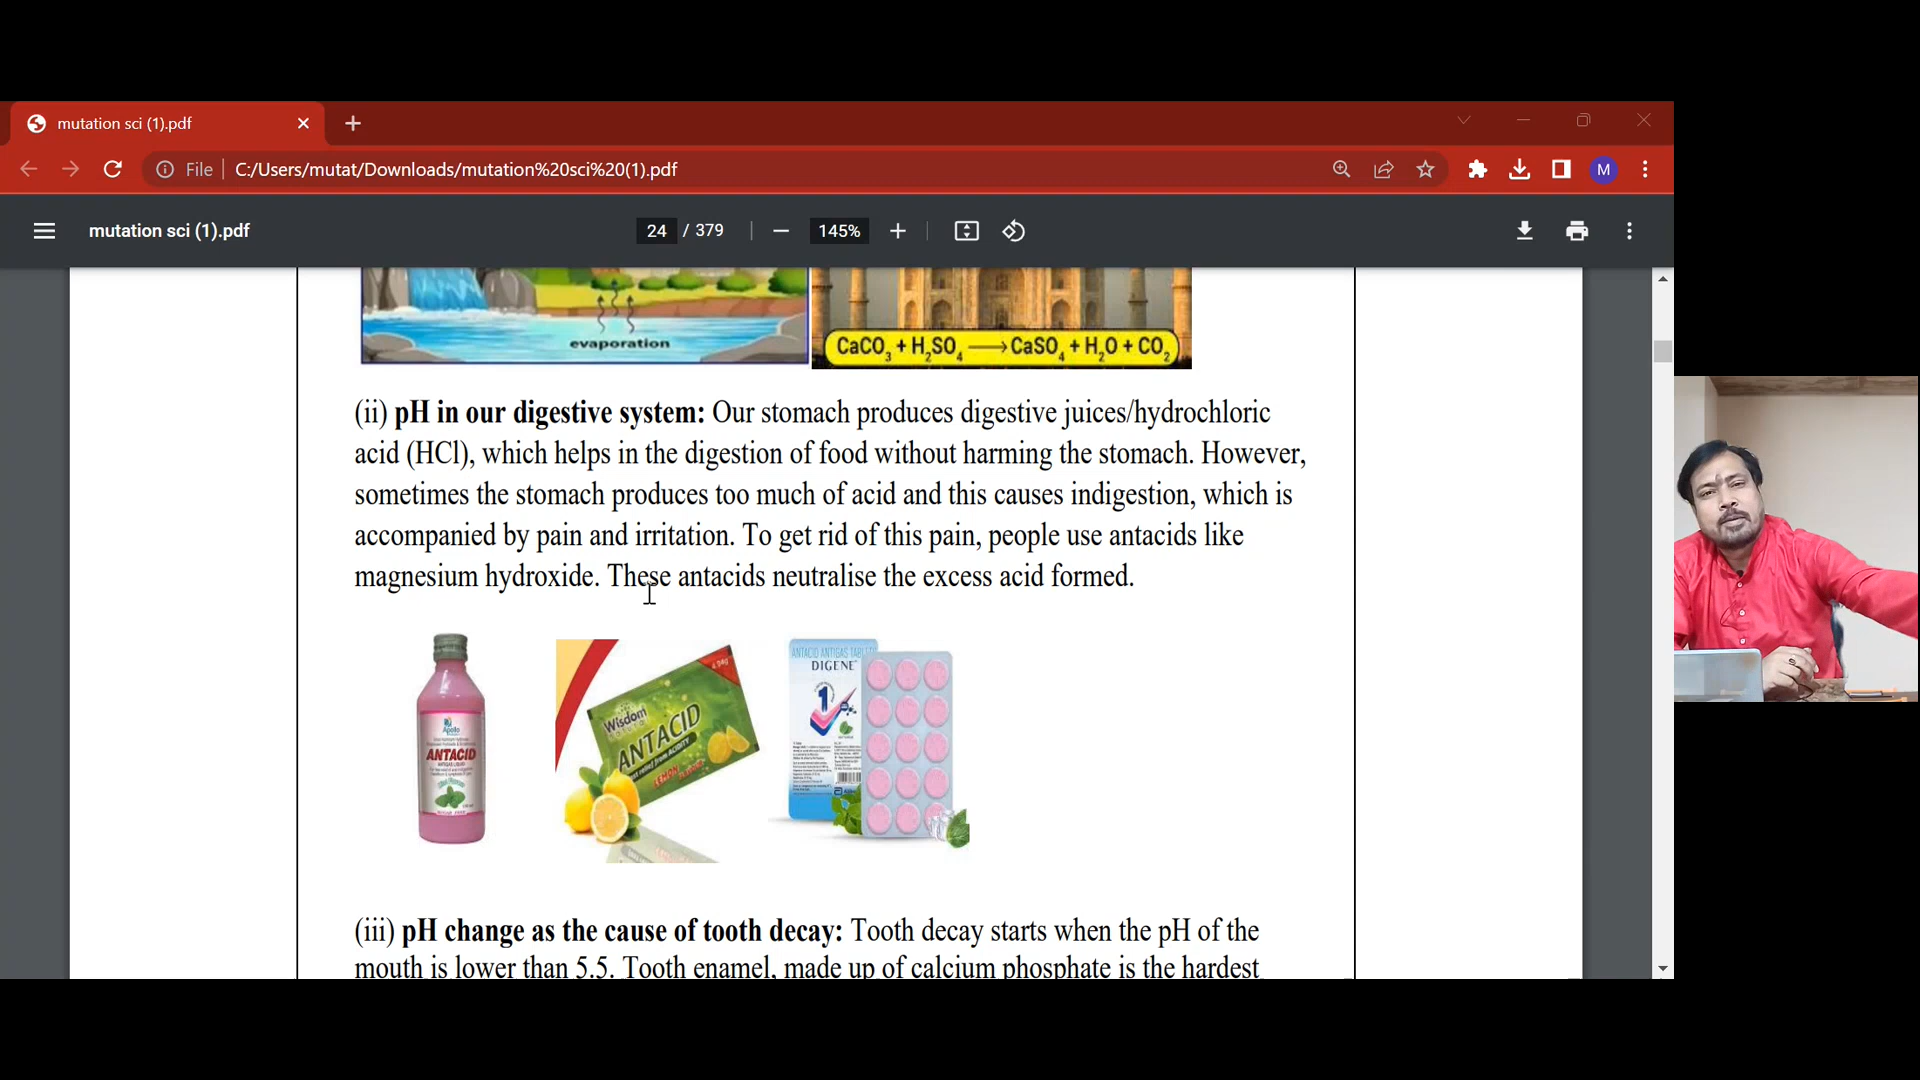 mutation sci (1).pdf
File
C:/Users/mutat/Downloads/mutation%20sci%20(1).pdf
M
mutation sci (1).pdf
24 / 379
145%
evaporation
CaCO₃ + H₂SO₄ ⟶ CaSO₄ + H₂O + CO₂
(ii) pH in our digestive system: Our stomach produces digestive juices/hydrochloric
acid (HCl), which helps in the digestion of food without harming the stomach. However,
sometimes the stomach produces too much of acid and this causes indigestion, which is
accompanied by pain and irritation. To get rid of this pain, people use antacids like
magnesium hydroxide. These antacids neutralise the excess acid formed.
Apollo
ANTACID
Wisdom
ANTACID
LEMON
ANTACID ANTIGAS
DIGENE
1
(iii) pH change as the cause of tooth decay: Tooth decay starts when the pH of the
mouth is lower than 5.5. Tooth enamel, made up of calcium phosphate is the hardest